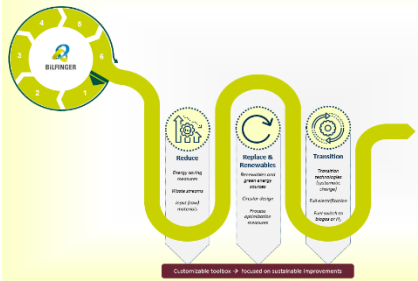 4 5
3 6
BILFINGER
2 1
Reduce
Energy saving
measures
Waste streams
Input (raw)
materials
Replace &
Renewables
Renewables and
green energy
sources
Circular design
Process
optimization
measures
Transition
Transition
technologies
(systematic
change)
Full electrification
Fuel switch to
biogas or H₂
Customizable toolbox → focused on sustainable improvements